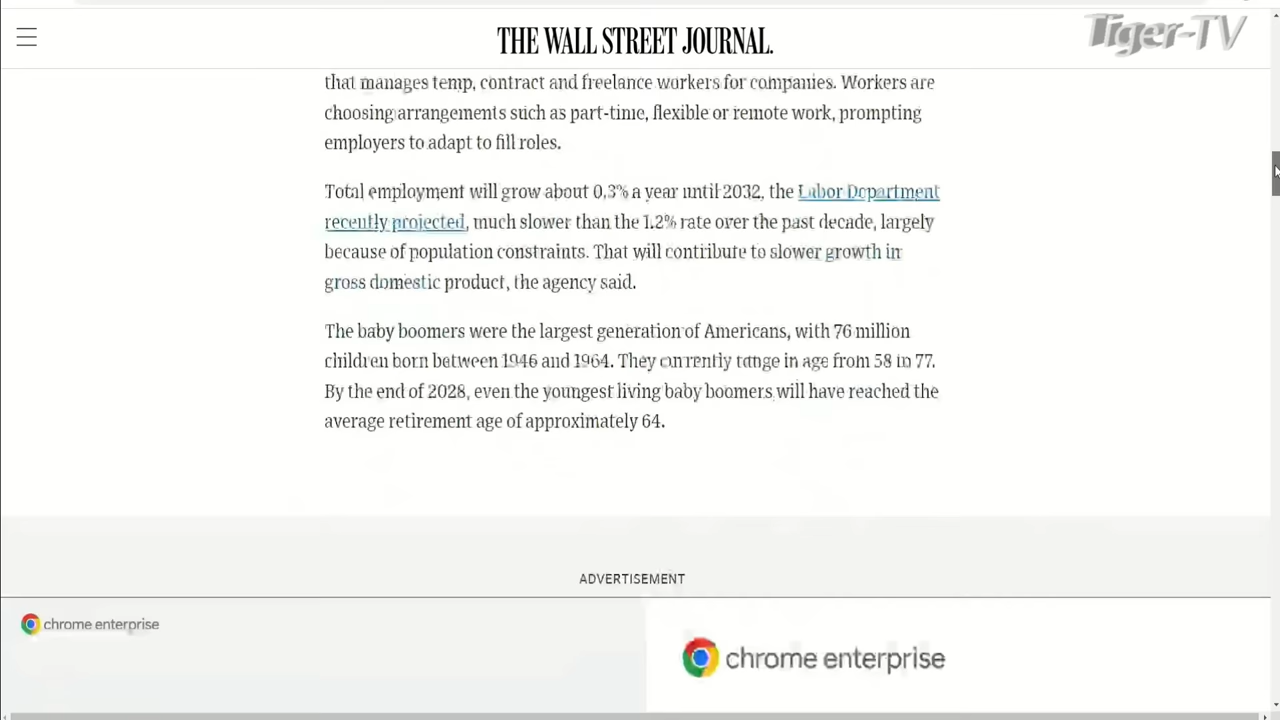 THE WALL STREET JOURNAL.
Tiger-TV
that manages temp, contract and freelance workers for companies. Workers are
choosing arrangements such as part-time, flexible or remote work, prompting
employers to adapt to fill roles.
Total employment will grow about 0.3% a year until 2032, the Labor Department
recently projected, much slower than the 1.2% rate over the past decade, largely
because of population constraints. That will contribute to slower growth in
gross domestic product, the agency said.
The baby boomers were the largest generation of Americans, with 76 million
children born between 1946 and 1964. They currently range in age from 58 to 77.
By the end of 2028, even the youngest living baby boomers will have reached the
average retirement age of approximately 64.
ADVERTISEMENT
chrome enterprise
chrome enterprise